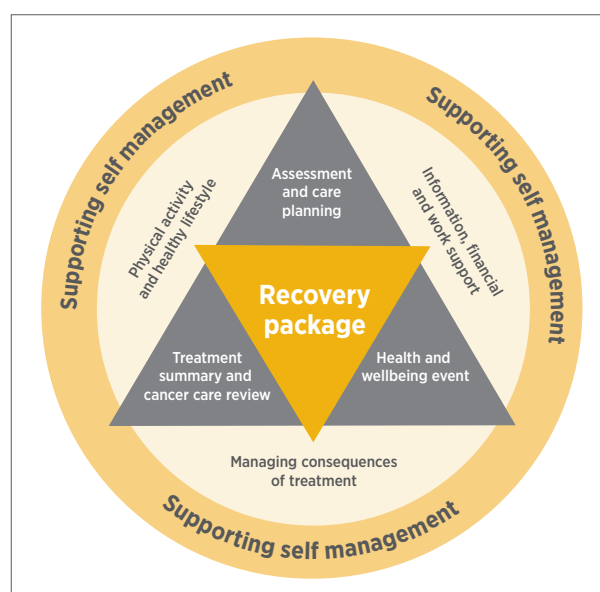 Supporting self management
Supporting self management
Physical activity
and healthy lifestyle
Assessment
and care
planning
Information, financial
and work support
Recovery
package
Treatment
summary and
cancer care review
Health and
wellbeing event
Managing consequences
of treatment
Supporting self management